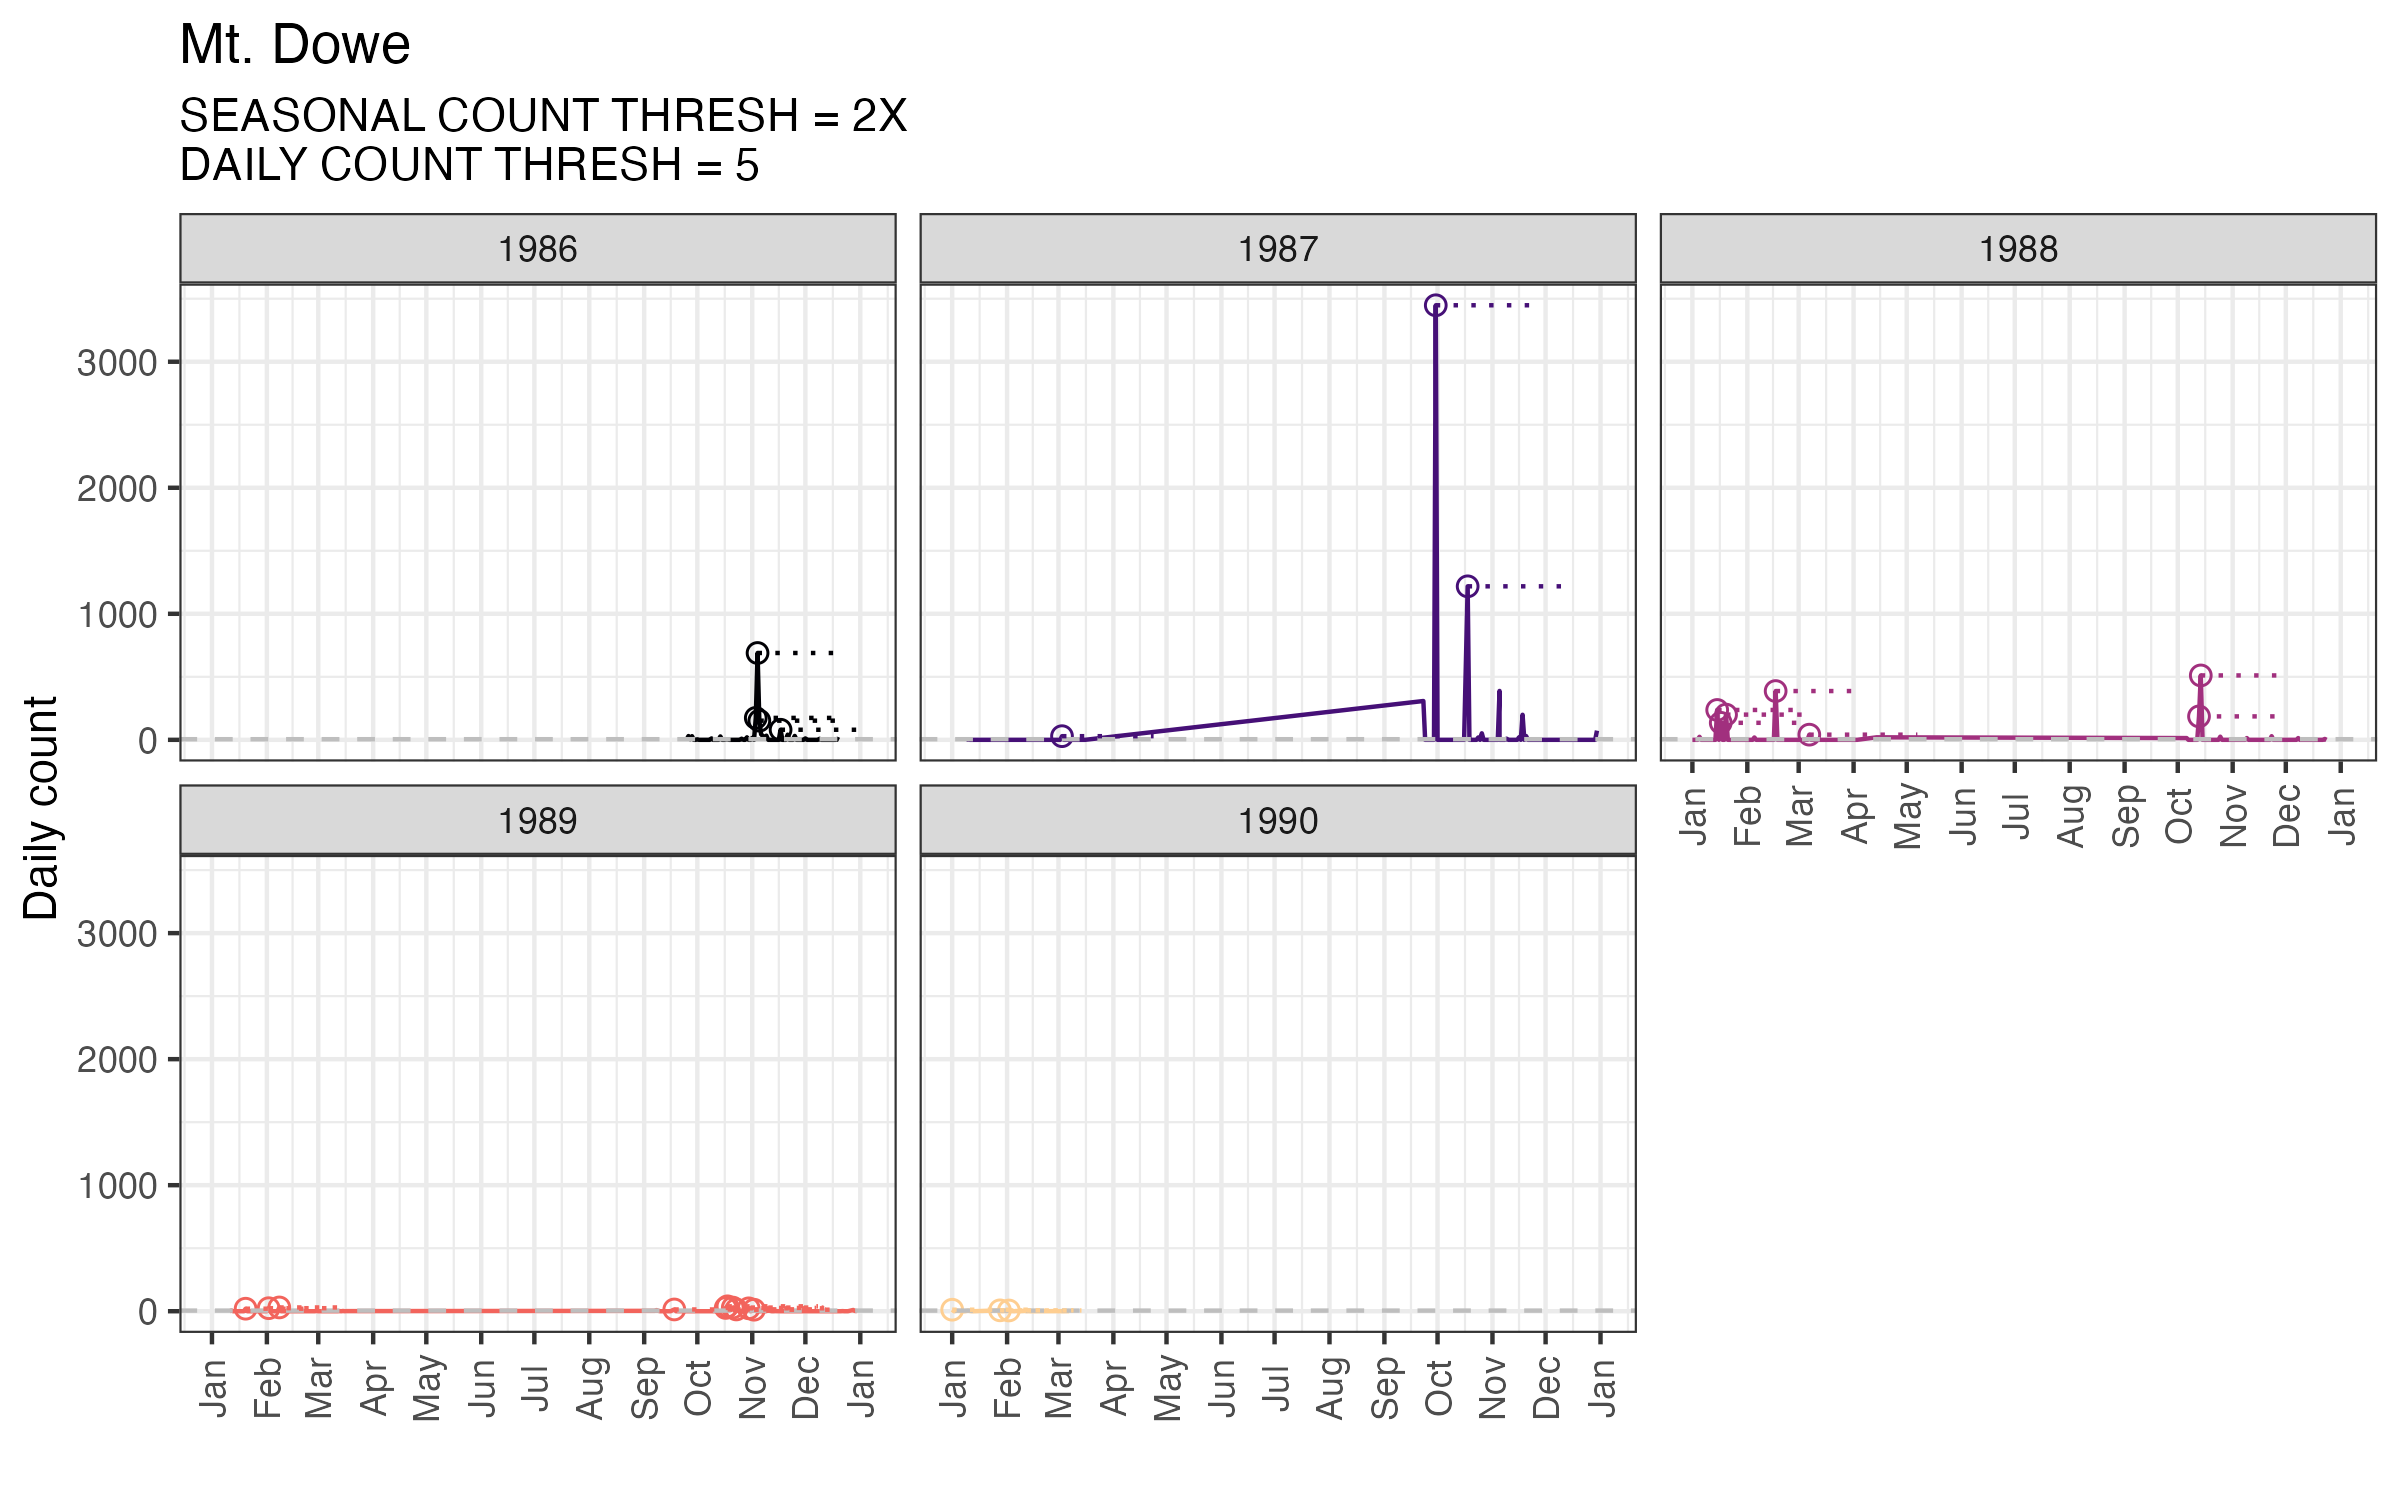 Mt. Dowe
SEASONAL COUNT THRESH = 2X
DAILY COUNT THRESH = 5
Daily count
1986
1987
1988
3000
2000
1000
0
Jan Feb Mar Apr May Jun Jul Aug Sep Oct Nov Dec Jan
1989
1990
3000
2000
1000
0
Jan Feb Mar Apr May Jun Jul Aug Sep Oct Nov Dec Jan
Jan Feb Mar Apr May Jun Jul Aug Sep Oct Nov Dec Jan